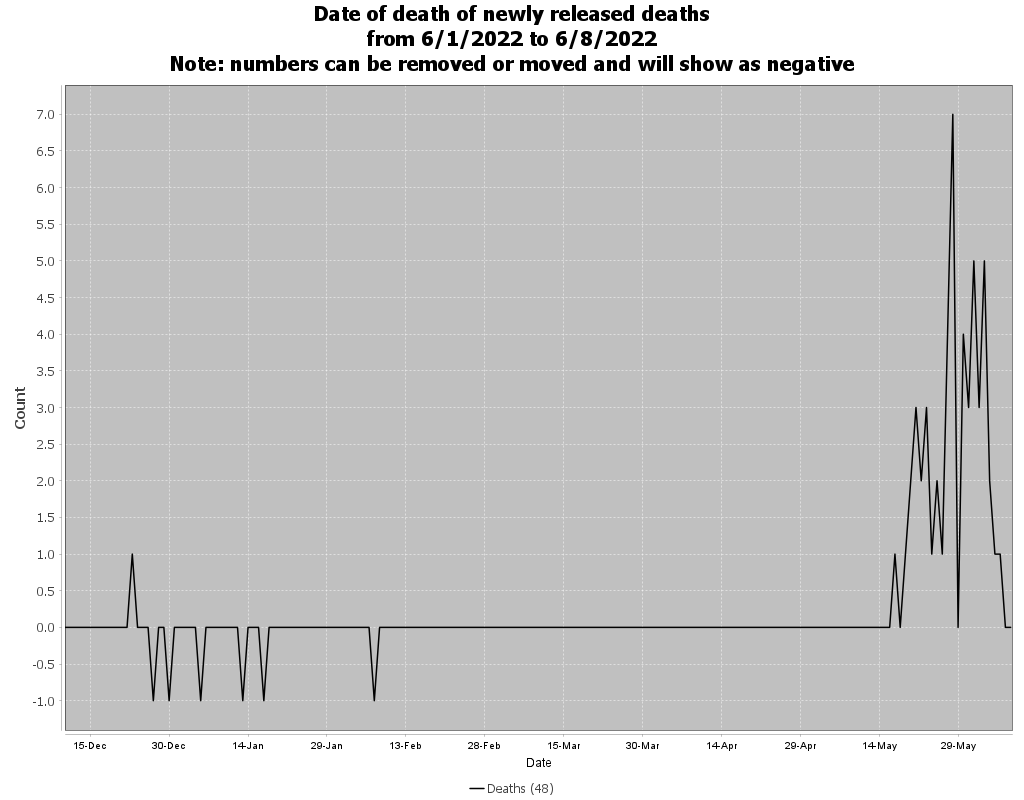 Date of death of newly released deaths
from 6/1/2022 to 6/8/2022
Note: numbers can be removed or moved and will show as negative
7.0
6.5
6.0
5.5
5.0
4.5
4.0
3.5
3.0
2.5
2.0
1.5
1.0
0.5
0.0
-0.5
-1.0
Count
15-Dec 30-Dec 14-Jan 29-Jan 13-Feb 28-Feb 15-Mar 30-Mar 14-Apr 29-Apr 14-May 29-May
Date
Deaths (48)